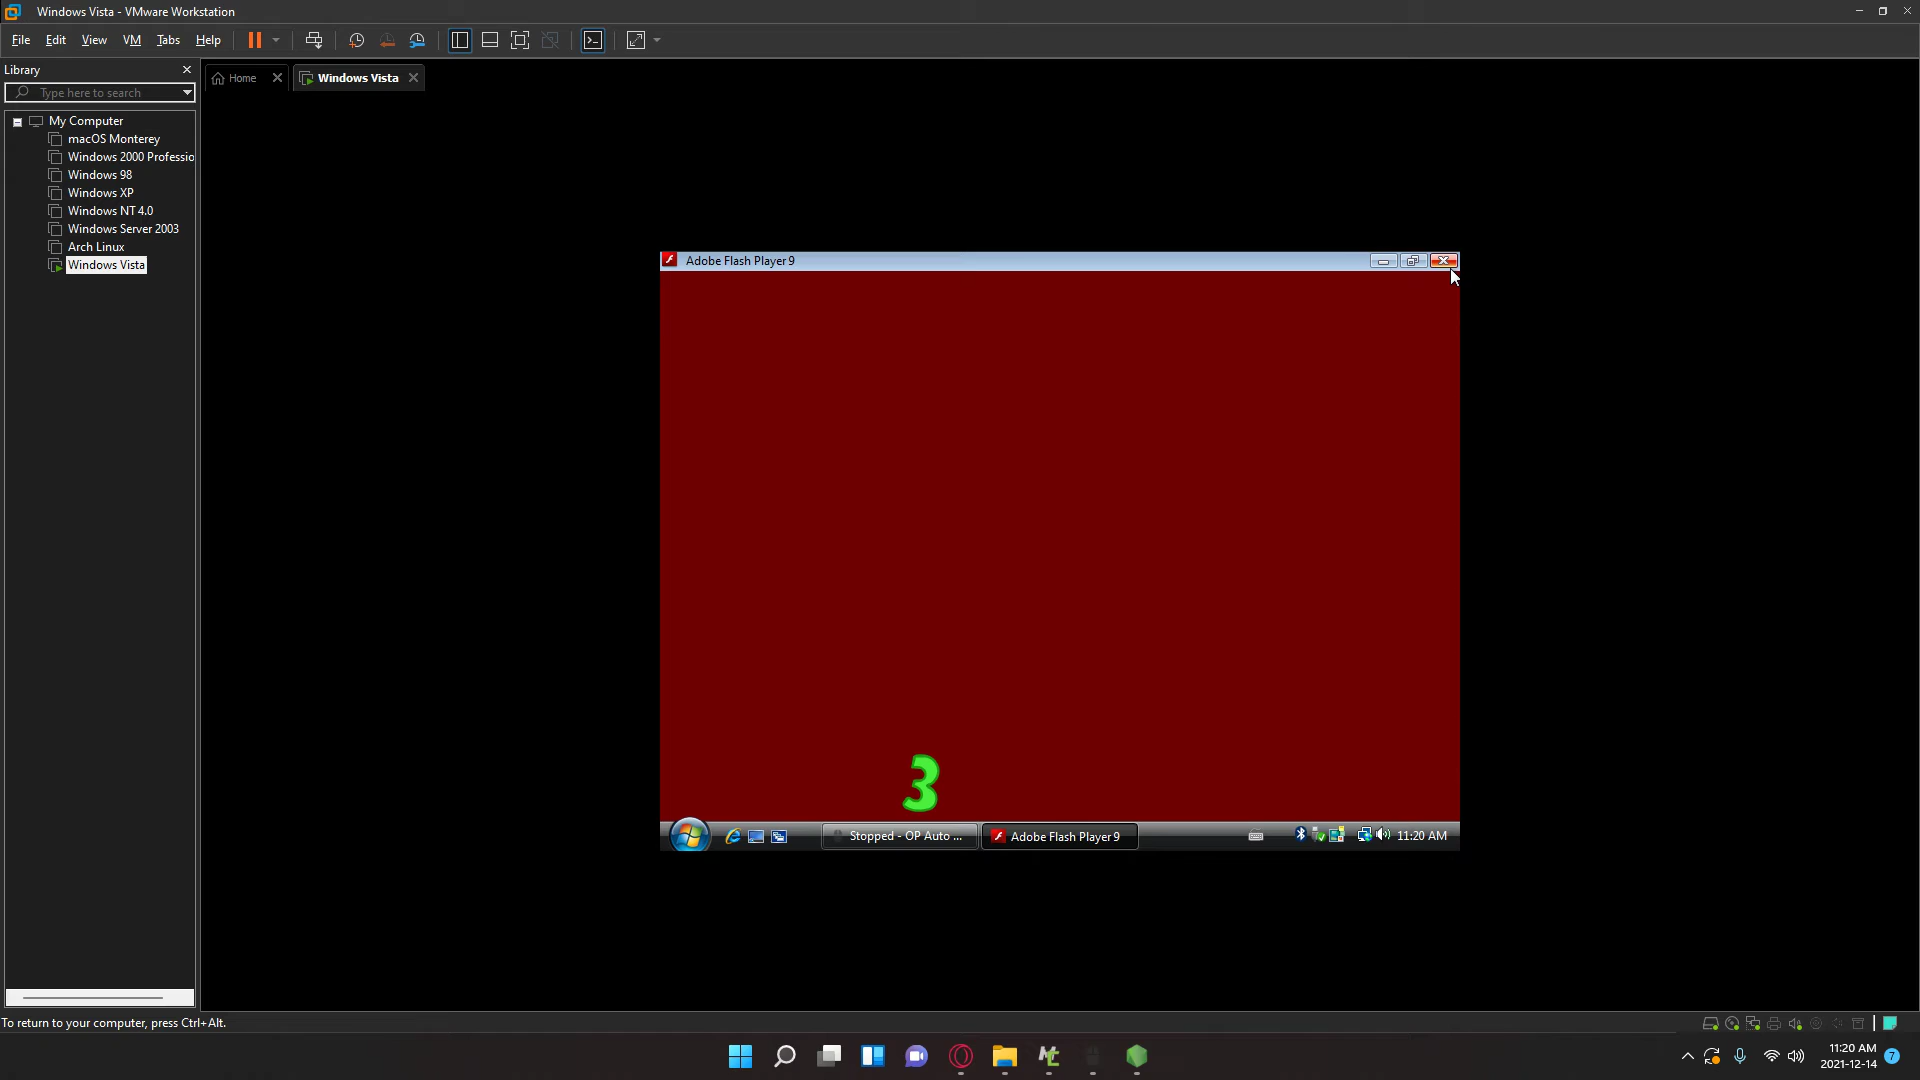 Windows Vista - VMware Workstation
File Edit View VM Tabs Help
Library
Home Windows Vista
Type here to search
My Computer
macOS Monterey
Windows 2000 Professio
Windows 98
Windows XP
Windows NT 4.0
Windows Server 2003
Arch Linux
Windows Vista
Adobe Flash Player 9
3
Stopped - OP Auto ... Adobe Flash Player 9 11:20 AM
To return to your computer, press Ctrl+Alt.
11:20 AM
2021-12-14
7